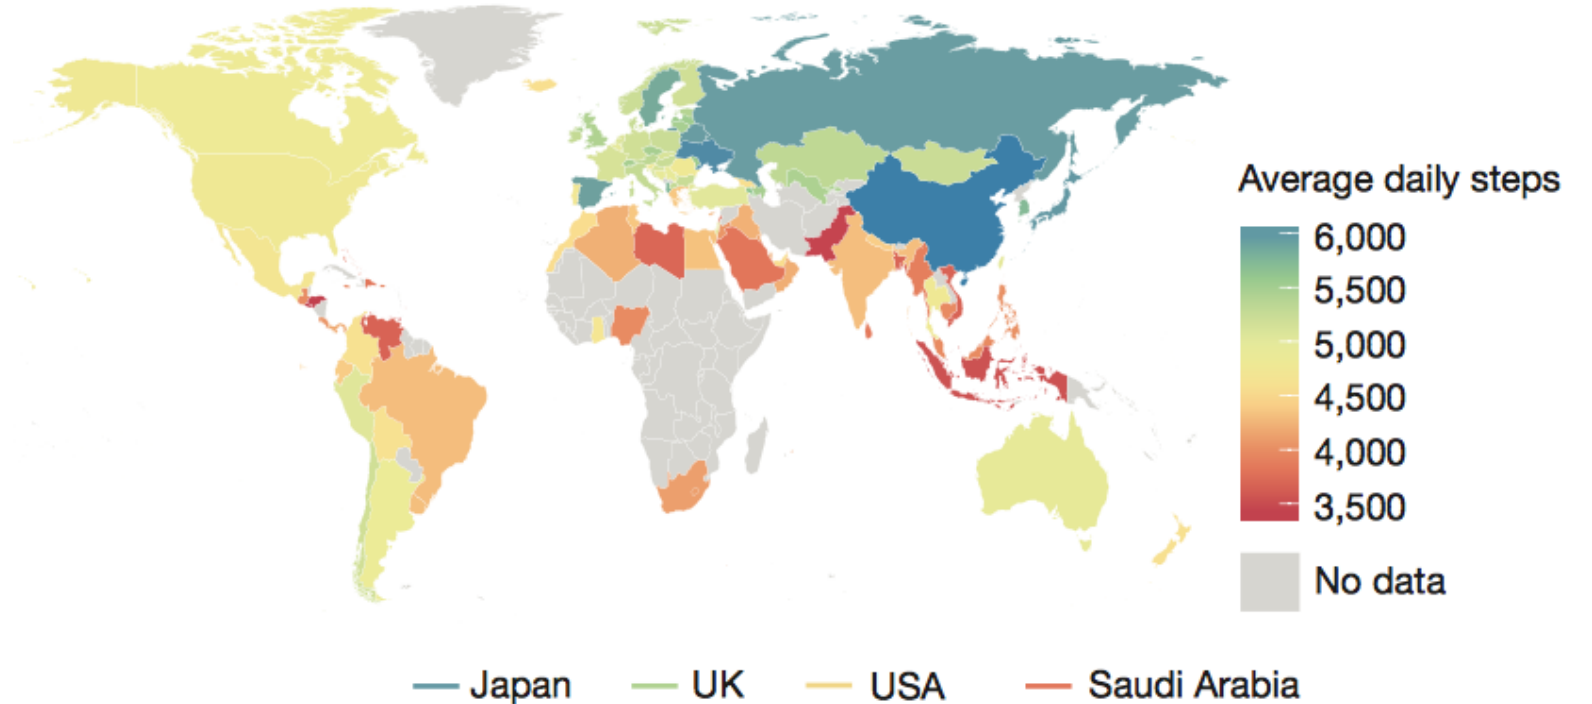 Average daily steps
6,000
5,500
5,000
4,500
4,000
3,500
No data
Japan UK USA Saudi Arabia